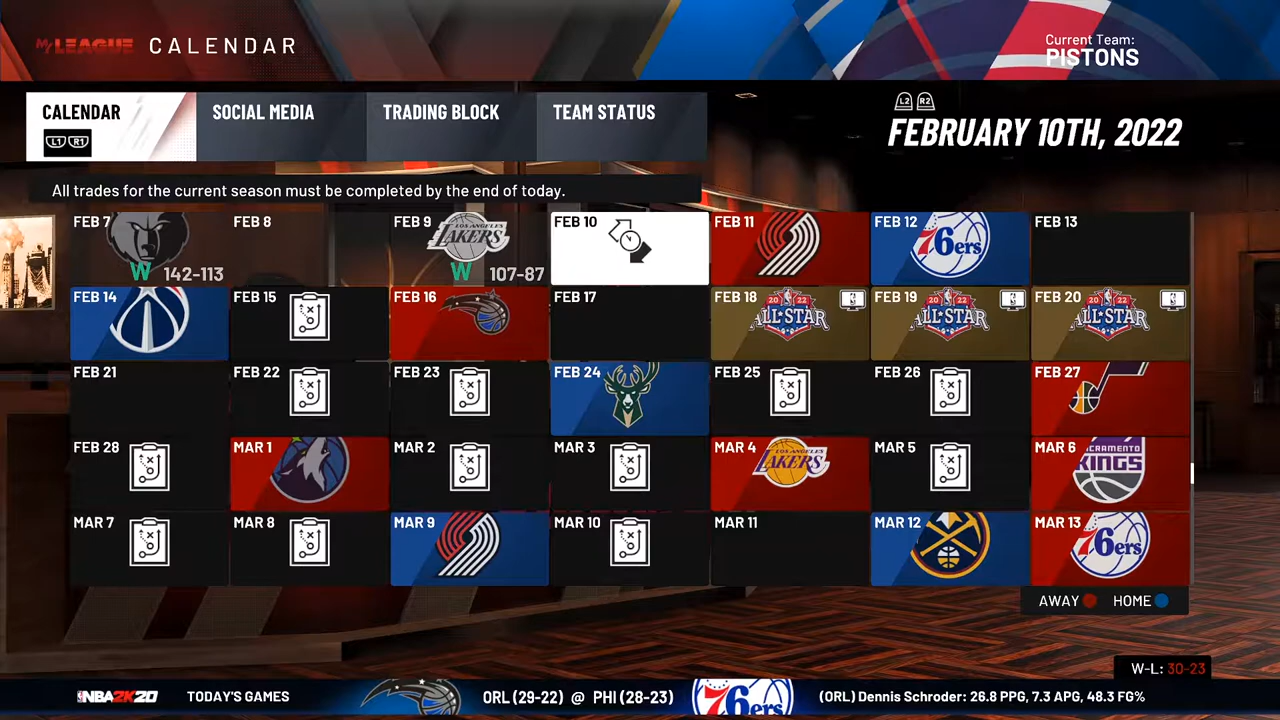 MyLEAGUE CALENDAR
Current Team:
PISTONS
CALENDAR
L1 R1
SOCIAL MEDIA
TRADING BLOCK
TEAM STATUS
L2 R2
FEBRUARY 10TH, 2022
All trades for the current season must be completed by the end of today.
FEB 7 W 142-113
FEB 8
FEB 9 LOS ANGELES LAKERS W 107-87
FEB 10
FEB 11
FEB 12 76ers
FEB 13
FEB 14
FEB 15
FEB 16
FEB 17
FEB 18 2022 ALL★STAR
FEB 19 2022 ALL★STAR
FEB 20 2022 ALL★STAR
FEB 21
FEB 22
FEB 23
FEB 24
FEB 25
FEB 26
FEB 27
FEB 28
MAR 1
MAR 2
MAR 3
MAR 4 LOS ANGELES LAKERS
MAR 5
MAR 6 SACRAMENTO KINGS
MAR 7
MAR 8
MAR 9
MAR 10
MAR 11
MAR 12
MAR 13 76ers
AWAY HOME
W-L: 30-23
NBA2K20 TODAY'S GAMES ORL (29-22) @ PHI (28-23) 76ers (ORL) Dennis Schroder: 26.8 PPG, 7.3 APG, 48.3 FG%